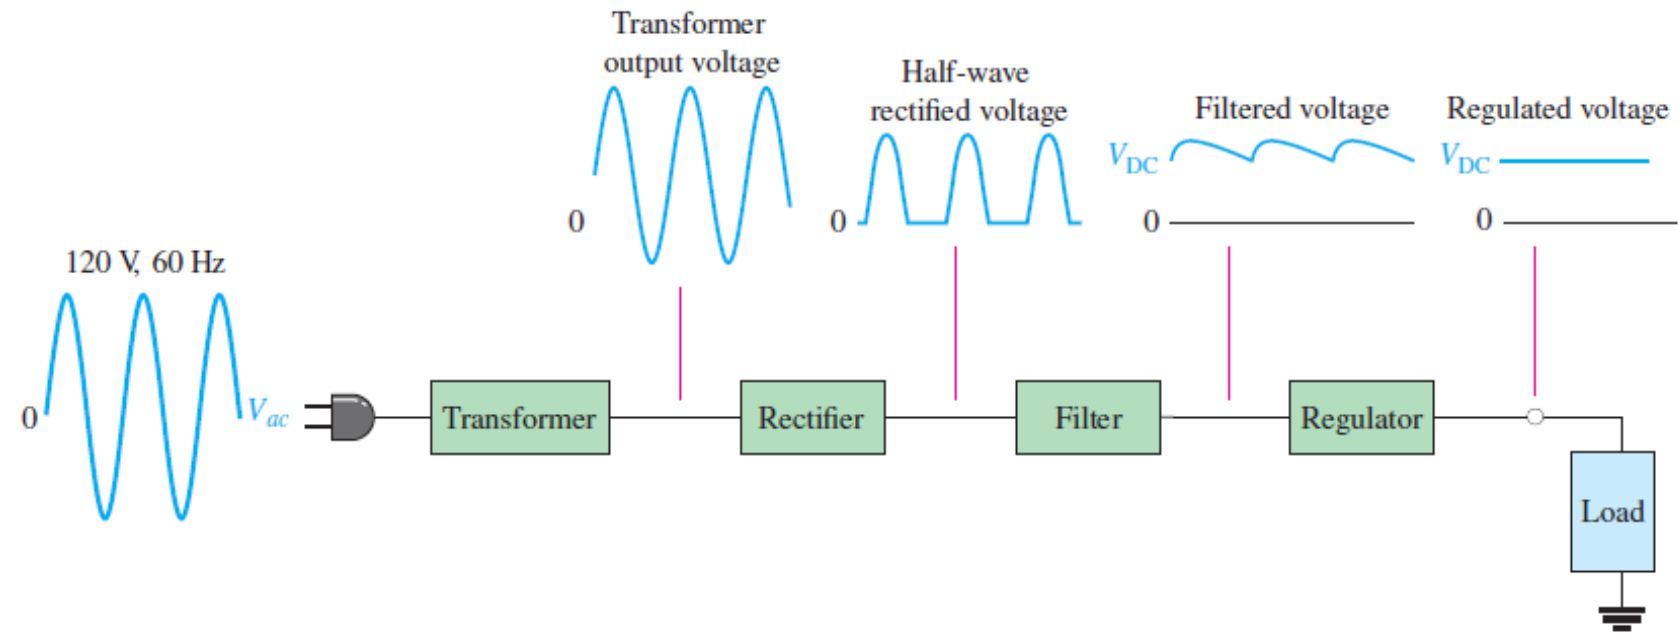 Transformer
output voltage
0
Half-wave
rectified voltage
0
Filtered voltage
V_DC
0
Regulated voltage
V_DC
0
120 V, 60 Hz
0
V_ac
Transformer
Rectifier
Filter
Regulator
Load